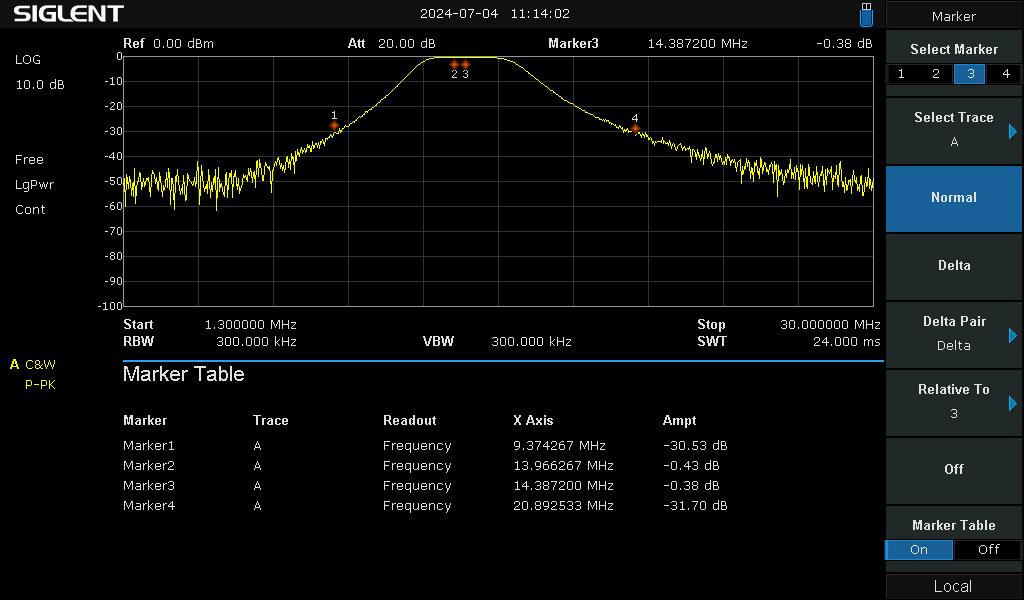 SIGLENT 2024-07-04 11:14:02 Marker
Ref 0.00 dBm Att 20.00 dB Marker3 14.387200 MHz -0.38 dB
LOG
10.0 dB
Free
LgPwr
Cont
A C&W
P-PK
0
-10
-20
-30
-40
-50
-60
-70
-80
-90
-100
1
2 3
4
Start 1.300000 MHz Stop 30.000000 MHz
RBW 300.000 kHz VBW 300.000 kHz SWT 24.000 ms
Marker Table
Marker Trace Readout X Axis Ampt
Marker1 A Frequency 9.374267 MHz -30.53 dB
Marker2 A Frequency 13.966267 MHz -0.43 dB
Marker3 A Frequency 14.387200 MHz -0.38 dB
Marker4 A Frequency 20.892533 MHz -31.70 dB
Select Marker
1 2 3 4
Select Trace
A
Normal
Delta
Delta Pair
Delta
Relative To
3
Off
Marker Table
On Off
Local